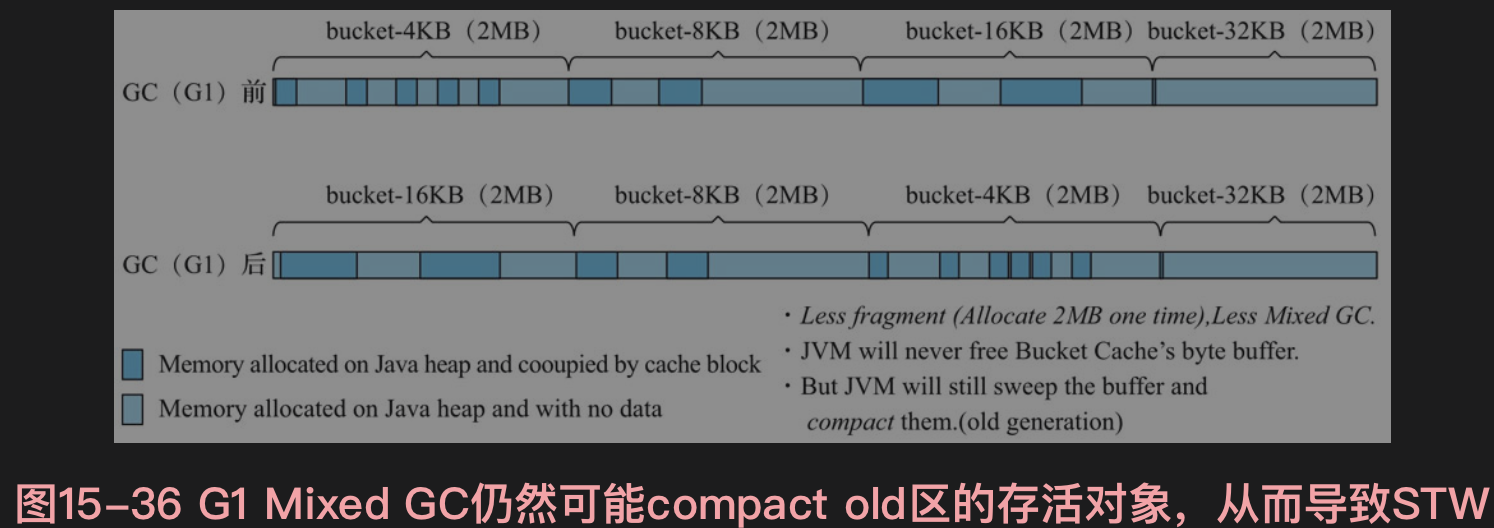 bucket-4KB（2MB） bucket-8KB（2MB） bucket-16KB（2MB） bucket-32KB（2MB）
GC（G1）前
bucket-16KB（2MB） bucket-8KB（2MB） bucket-4KB（2MB） bucket-32KB（2MB）
GC（G1）后
Memory allocated on Java heap and cooupied by cache block
Memory allocated on Java heap and with no data
· Less fragment (Allocate 2MB one time),Less Mixed GC.
· JVM will never free Bucket Cache's byte buffer.
· But JVM will still sweep the buffer and
compact them.(old generation)
图15–36 G1 Mixed GC仍然可能compact old区的存活对象，从而导致STW